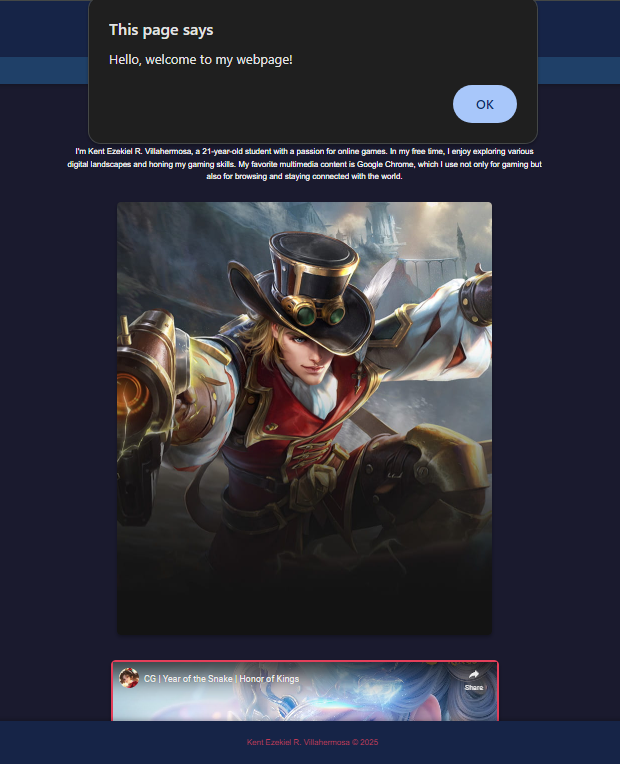 This page says
Hello, welcome to my webpage!
OK
I'm Kent Ezekiel R. Villahermosa, a 21-year-old student with a passion for online games. In my free time, I enjoy exploring various
digital landscapes and honing my gaming skills. My favorite multimedia content is Google Chrome, which I use not only for gaming but
also for browsing and staying connected with the world.
CG | Year of the Snake | Honor of Kings
Share
Kent Ezekiel R. Villahermosa © 2025